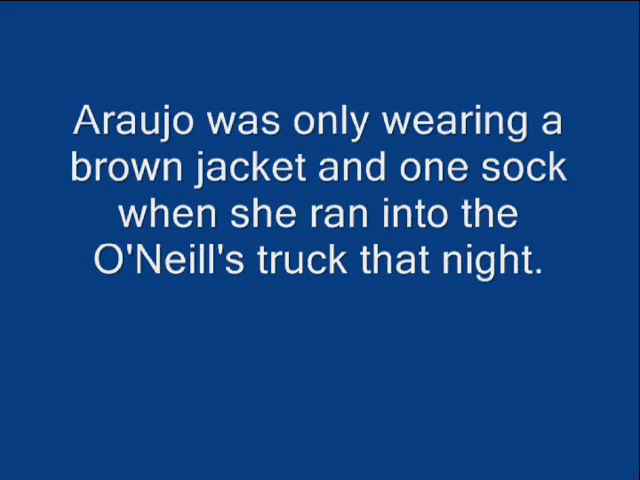 Araujo was only wearing a
brown jacket and one sock
when she ran into the
O'Neill's truck that night.